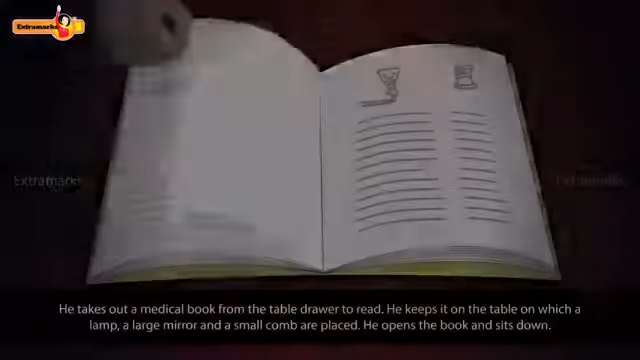 Extramarks
Extramarks
Extramarks
He takes out a medical book from the table drawer to read. He keeps it on the table on which a
lamp, a large mirror and a small comb are placed. He opens the book and sits down.